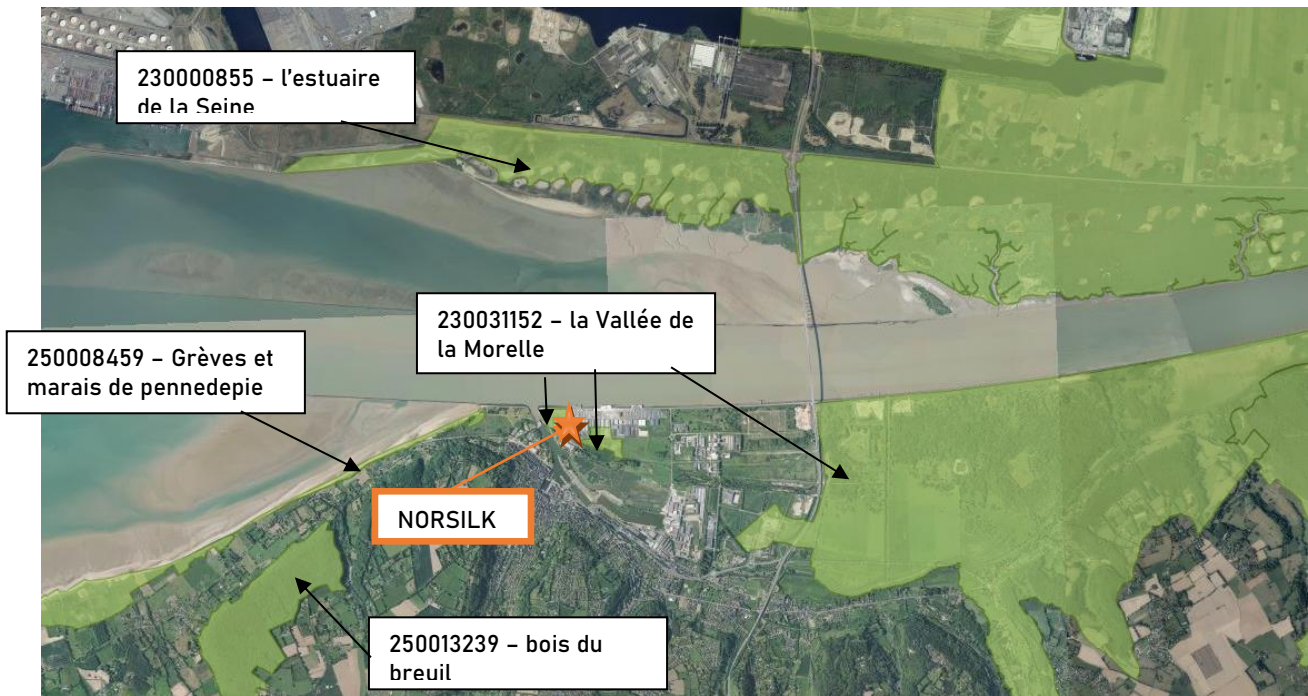 230000855 – l’estuaire
de la Seine
230031152 – la Vallée de
la Morelle
250008459 – Grèves et
marais de pennedepie
NORSILK
250013239 – bois du
breuil